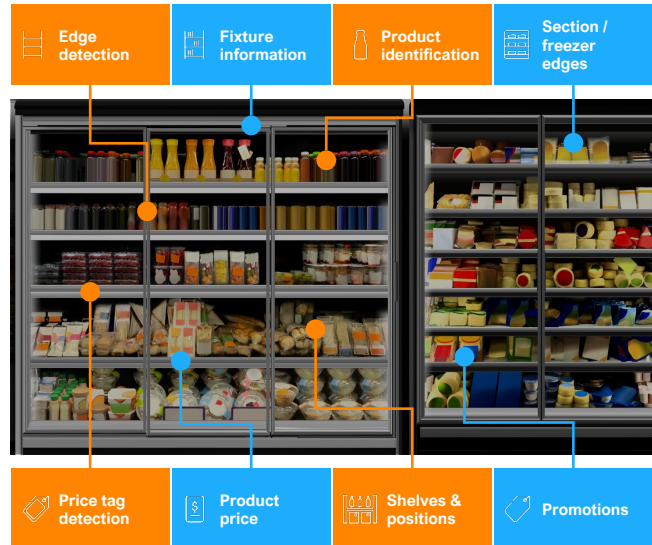 Edge
detection
Fixture
information
Product
identification
Section /
freezer
edges
Price tag
detection
$
Product
price
Shelves &
positions
Promotions